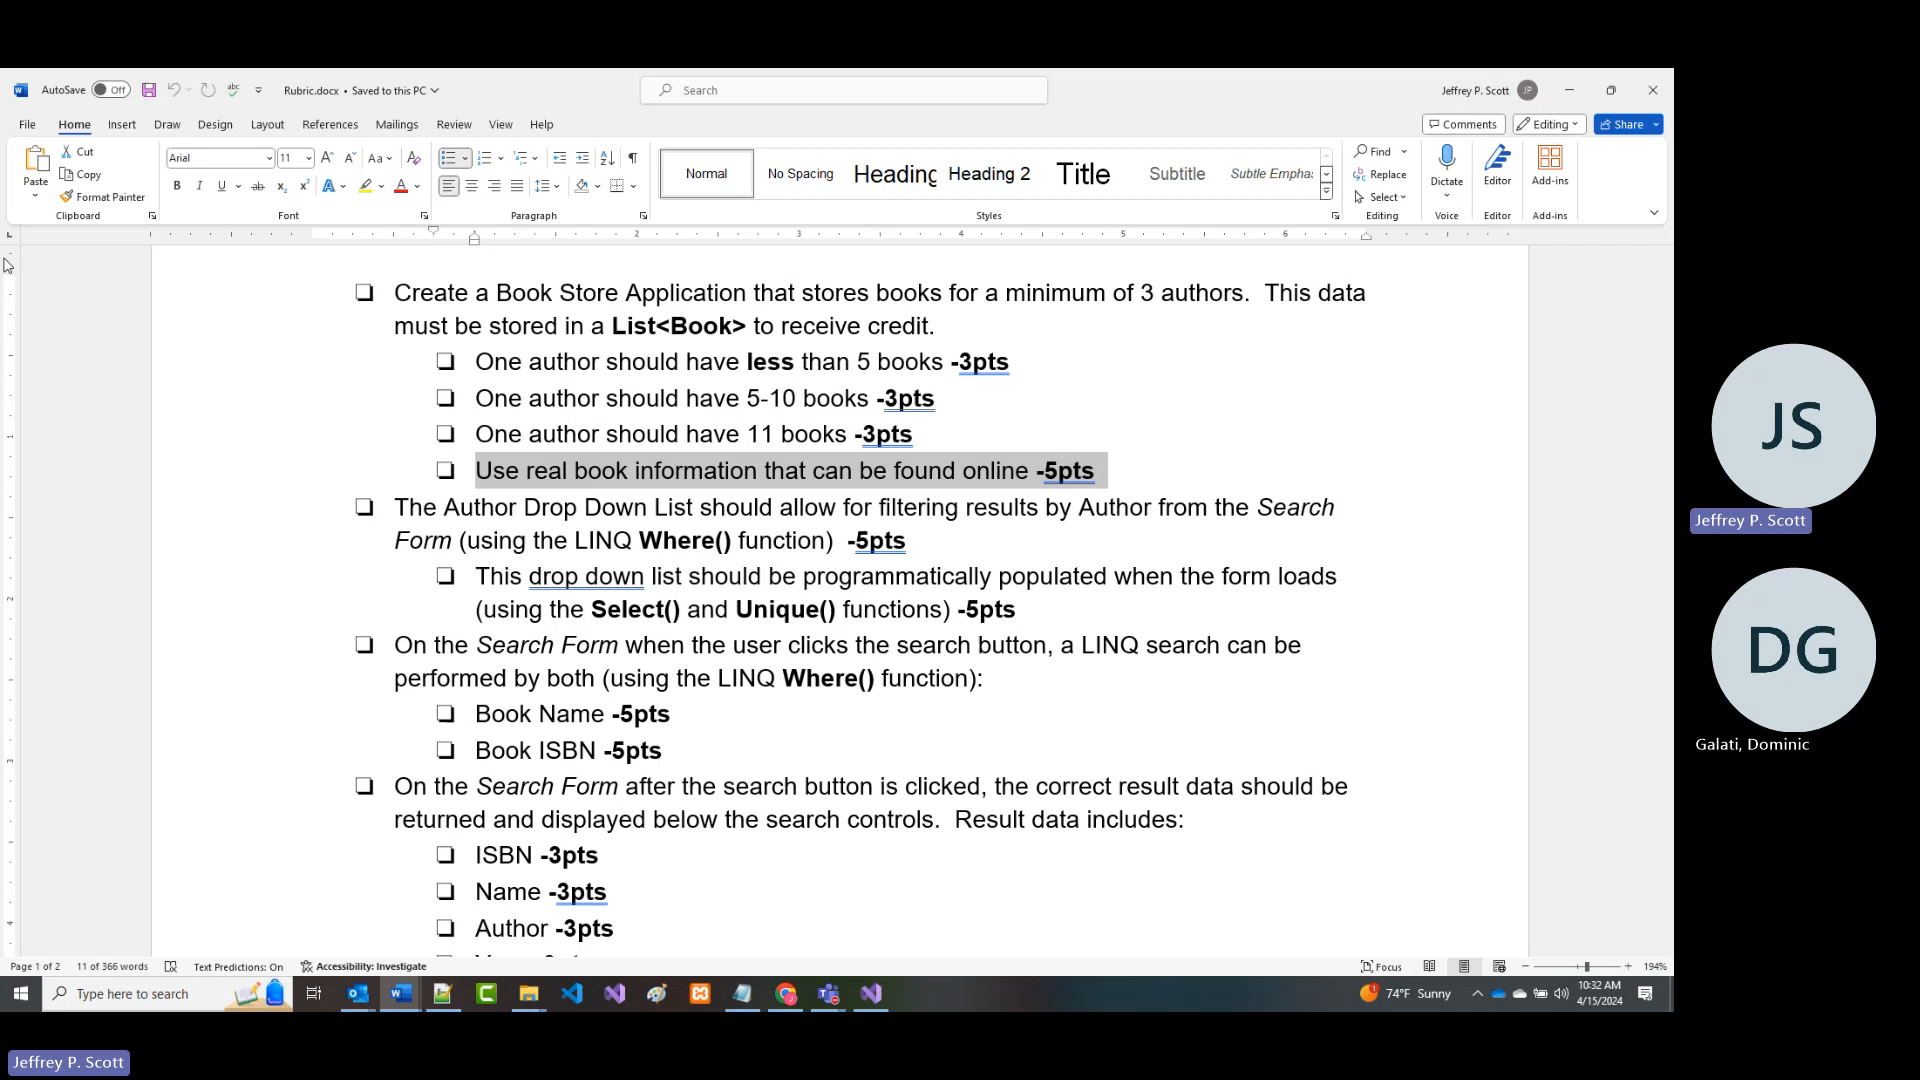 AutoSave Off Rubric.docx • Saved to this PC Search Jeffrey P. Scott JP
File Home Insert Draw Design Layout References Mailings Review View Help Comments Editing Share
Paste Cut Copy Format Painter Clipboard
Arial 11 Font
Paragraph
Normal No Spacing Heading Heading 2 Title Subtitle Subtle Emphas Styles
Find Replace Select Editing
Dictate Voice
Editor Editor
Add-ins Add-ins
2 3 4 5 6
Create a Book Store Application that stores books for a minimum of 3 authors. This data
must be stored in a List<Book> to receive credit.
One author should have less than 5 books -3pts
One author should have 5-10 books -3pts
One author should have 11 books -3pts
Use real book information that can be found online -5pts
The Author Drop Down List should allow for filtering results by Author from the Search
Form (using the LINQ Where() function) -5pts
This drop down list should be programmatically populated when the form loads
(using the Select() and Unique() functions) -5pts
On the Search Form when the user clicks the search button, a LINQ search can be
performed by both (using the LINQ Where() function):
Book Name -5pts
Book ISBN -5pts
On the Search Form after the search button is clicked, the correct result data should be
returned and displayed below the search controls. Result data includes:
ISBN -3pts
Name -3pts
Author -3pts
Page 1 of 2 11 of 366 words Text Predictions: On Accessibility: Investigate Focus 194%
Type here to search 74°F Sunny 10:32 AM
4/15/2024
JS
Jeffrey P. Scott
DG
Galati, Dominic
Jeffrey P. Scott